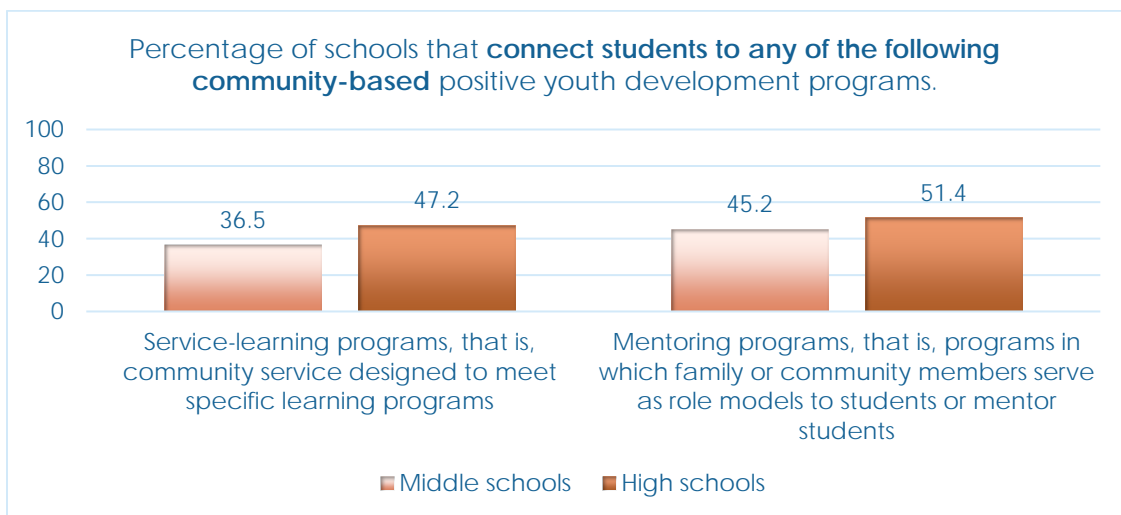 Percentage of schools that connect students to any of the following
community-based positive youth development programs.
100
80
60
40
20
0
36.5
47.2
45.2
51.4
Service-learning programs, that is,
community service designed to meet
specific learning programs
Mentoring programs, that is, programs in
which family or community members serve
as role models to students or mentor
students
Middle schools
High schools